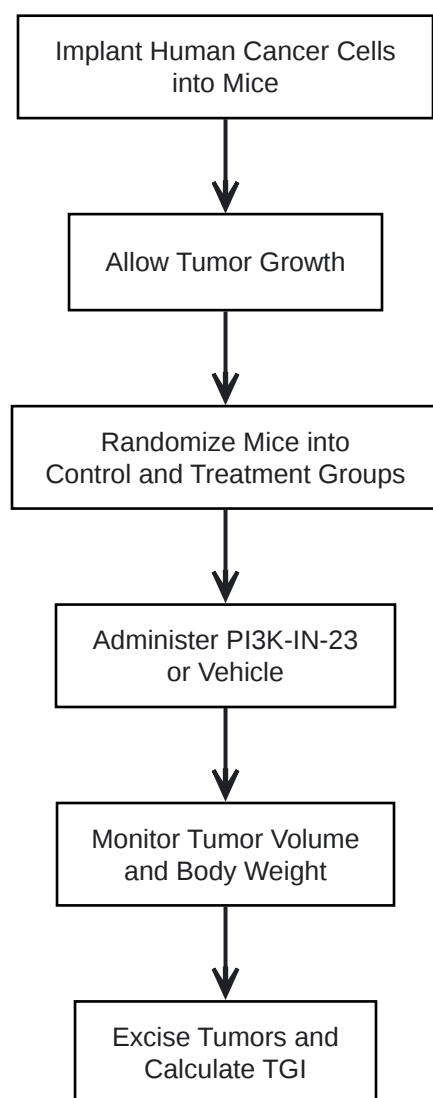 Implant Human Cancer Cells
into Mice
Allow Tumor Growth
Randomize Mice into
Control and Treatment Groups
Administer PI3K-IN-23
or Vehicle
Monitor Tumor Volume
and Body Weight
Excise Tumors and
Calculate TGI